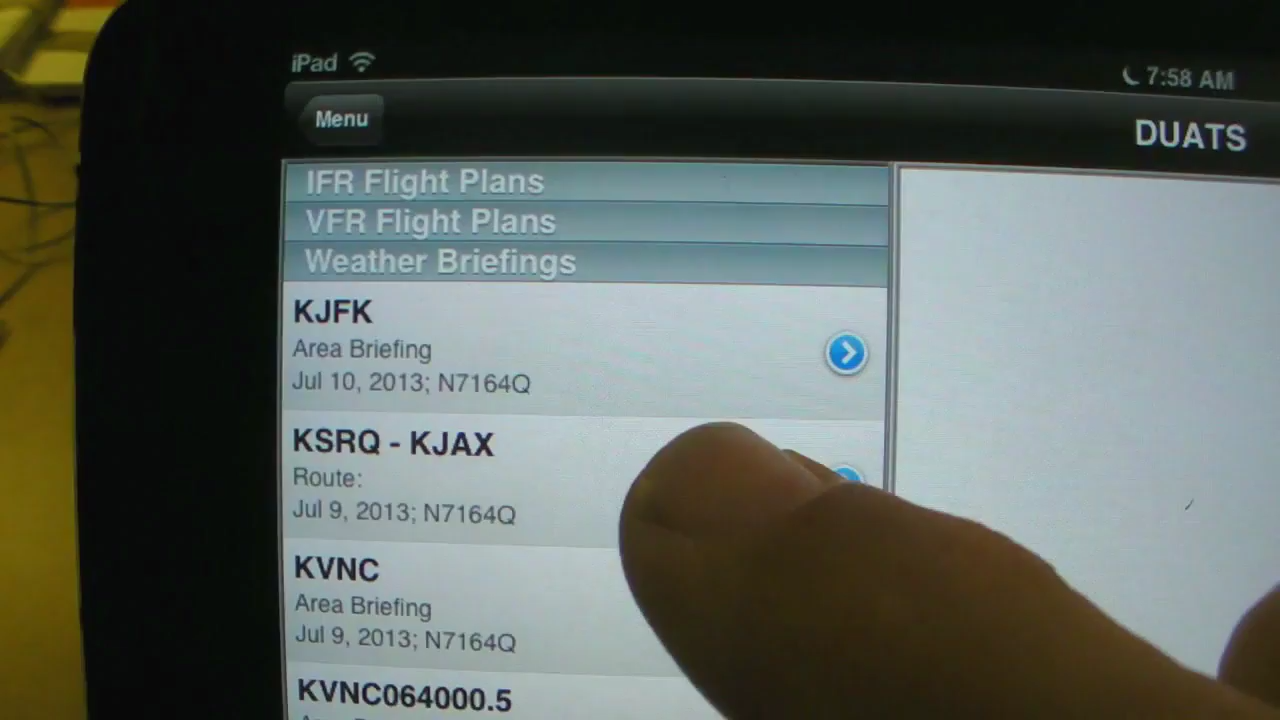 iPad
7:58 AM
Menu
DUATS
IFR Flight Plans
VFR Flight Plans
Weather Briefings
KJFK
Area Briefing
Jul 10, 2013; N7164Q
KSRQ - KJAX
Route:
Jul 9, 2013; N7164Q
KVNC
Area Briefing
Jul 9, 2013; N7164Q
KVNC064000.5